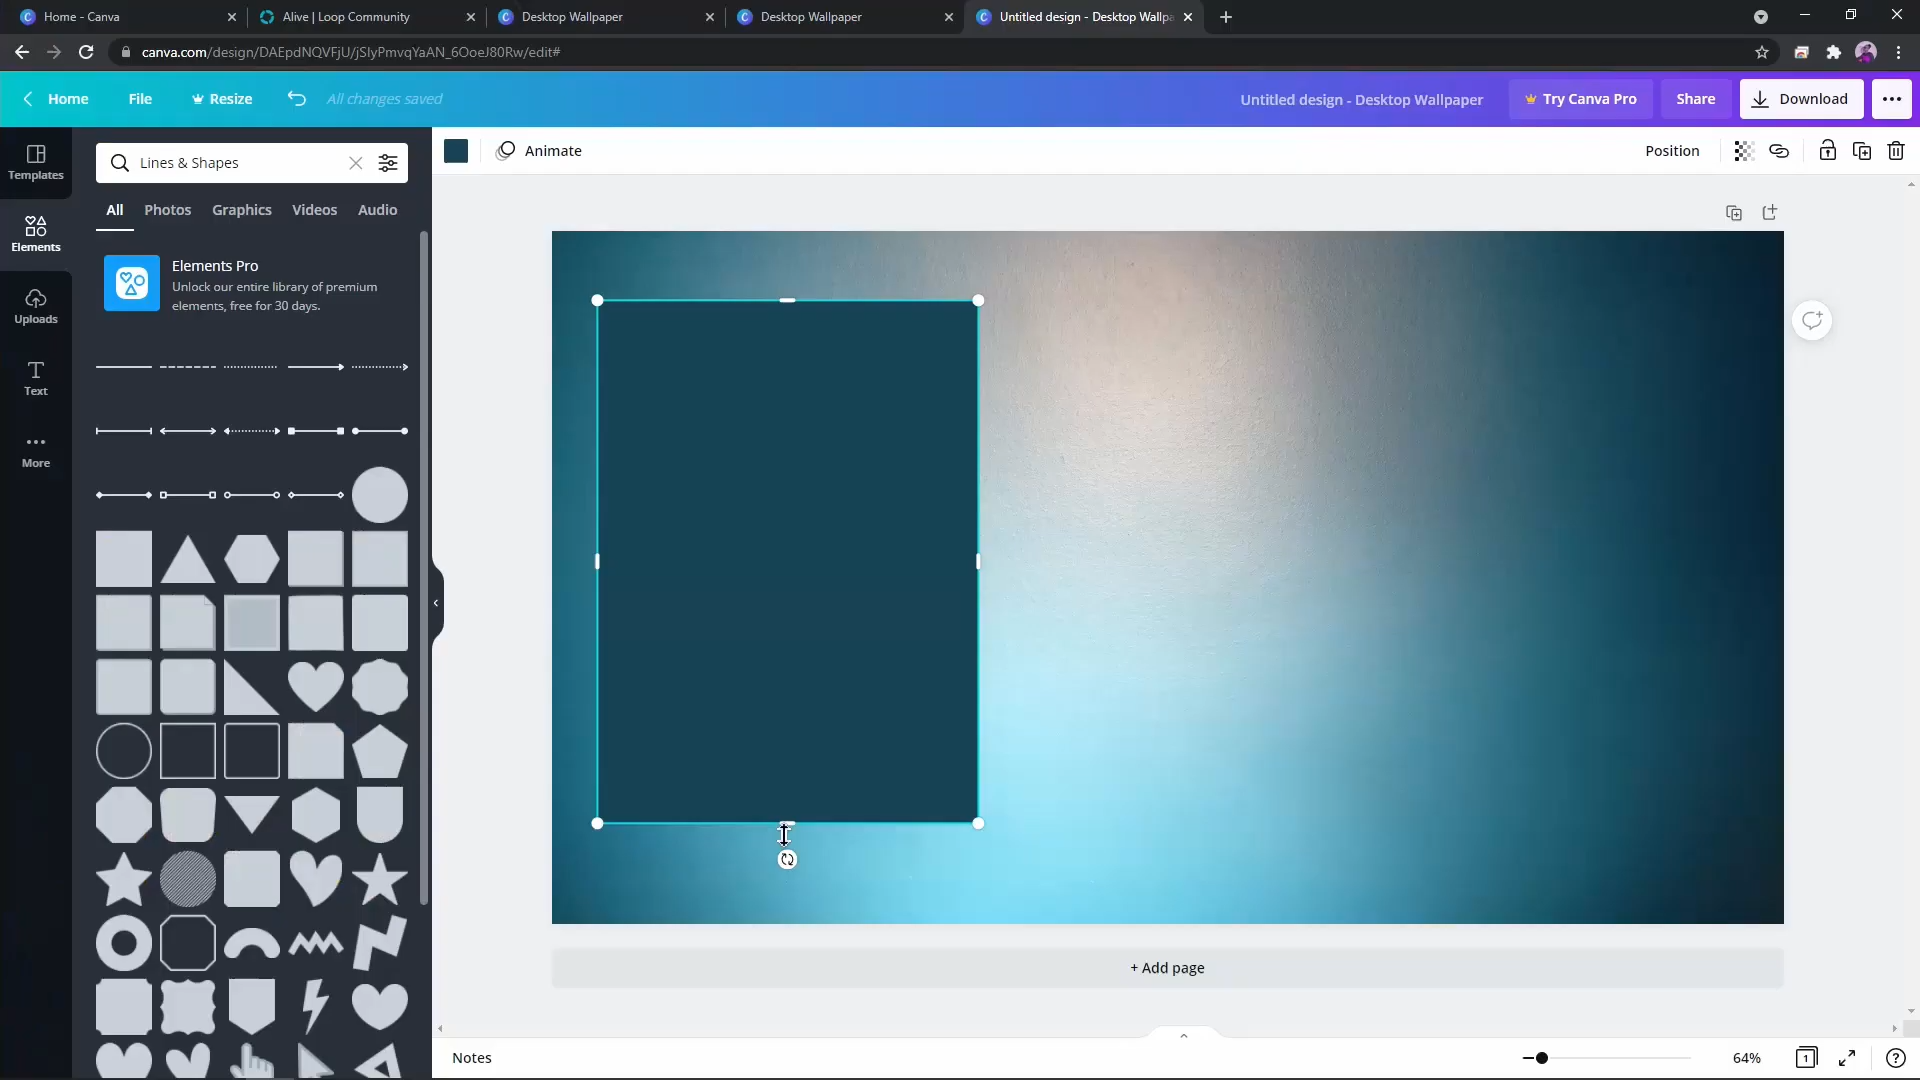 Home - Canva
Alive | Loop Community
Desktop Wallpaper
Desktop Wallpaper
Untitled design - Desktop Wallpa
canva.com/design/DAEpdNQVFjU/jSIyPmvqYaAN_6OoeJ80Rw/edit#
Home
File
Resize
All changes saved
Untitled design - Desktop Wallpaper
Try Canva Pro
Share
Download
Templates
Elements
Uploads
Text
More
Lines & Shapes
All Photos Graphics Videos Audio
Elements Pro
Unlock our entire library of premium
elements, free for 30 days.
Animate
Position
+ Add page
Notes
64%
1